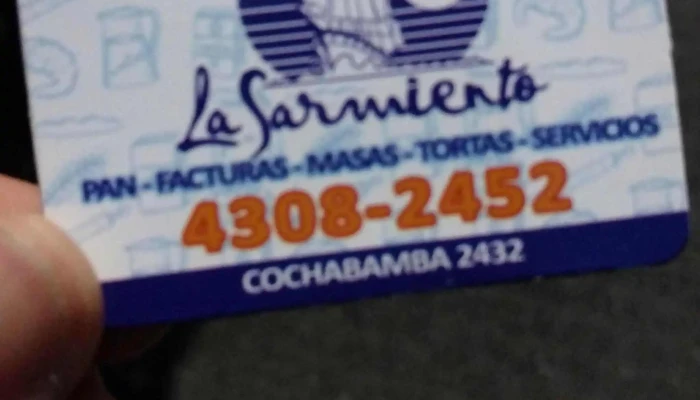 La Sarmiento
PAN - FACTURAS - MASAS - TORTAS - SERVICIOS
4308-2452
COCHABAMBA 2432